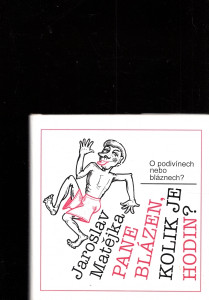 O podivínech
nebo
bláznech?
Jaroslav
Matějka
PANE
BLÁZEN,
KOLIK JE
HODIN?